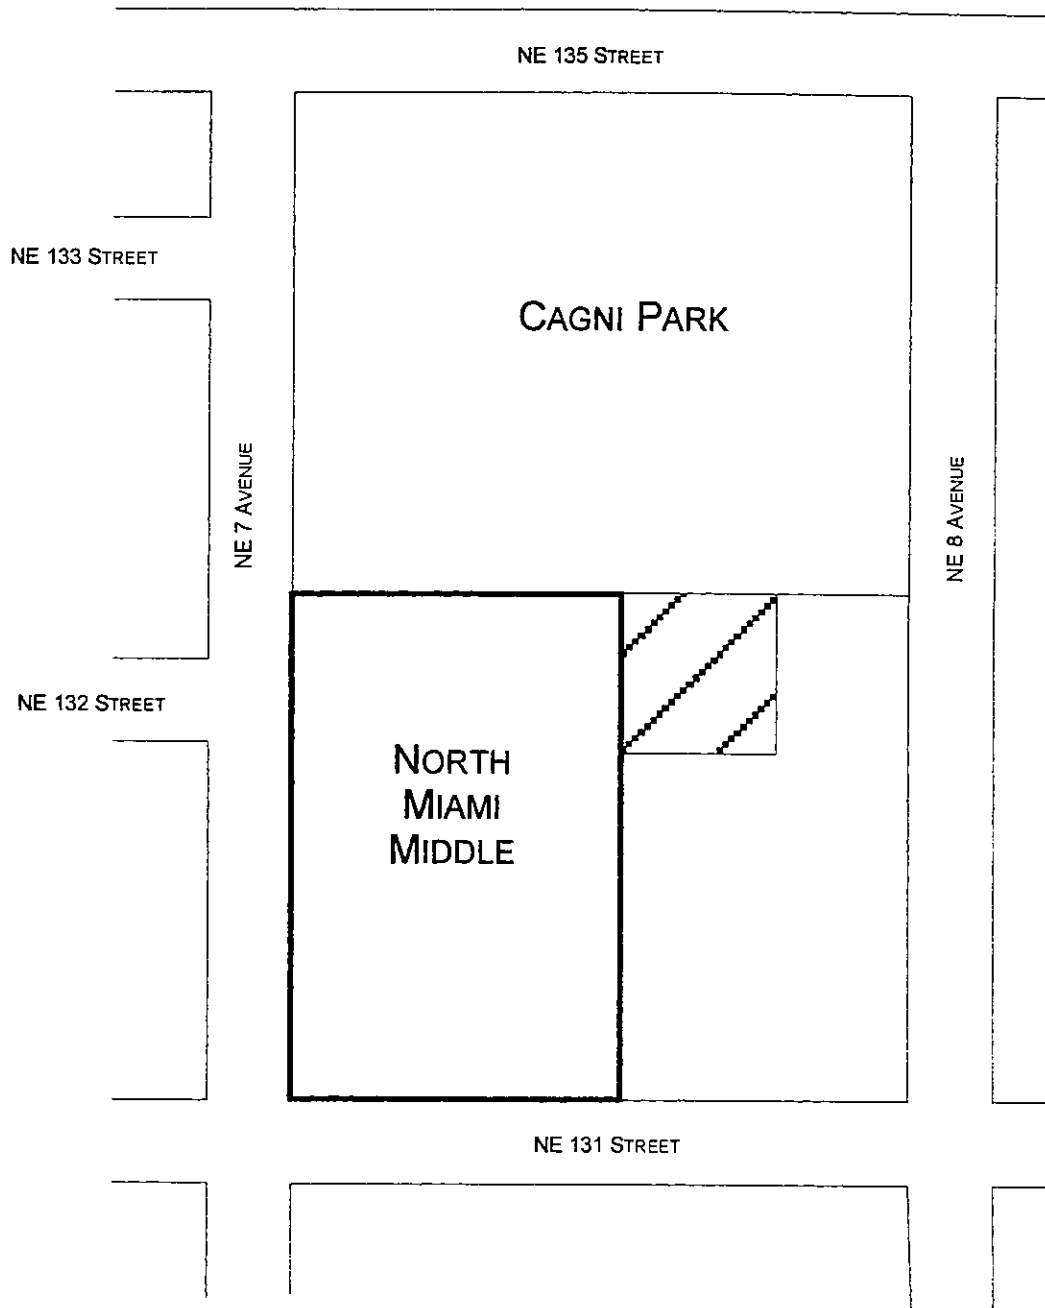 NE 135 STREET
NE 133 STREET
CAGNI PARK
NE 7 AVENUE
NE 8 AVENUE
NE 132 STREET
NORTH
MIAMI
MIDDLE
NE 131 STREET